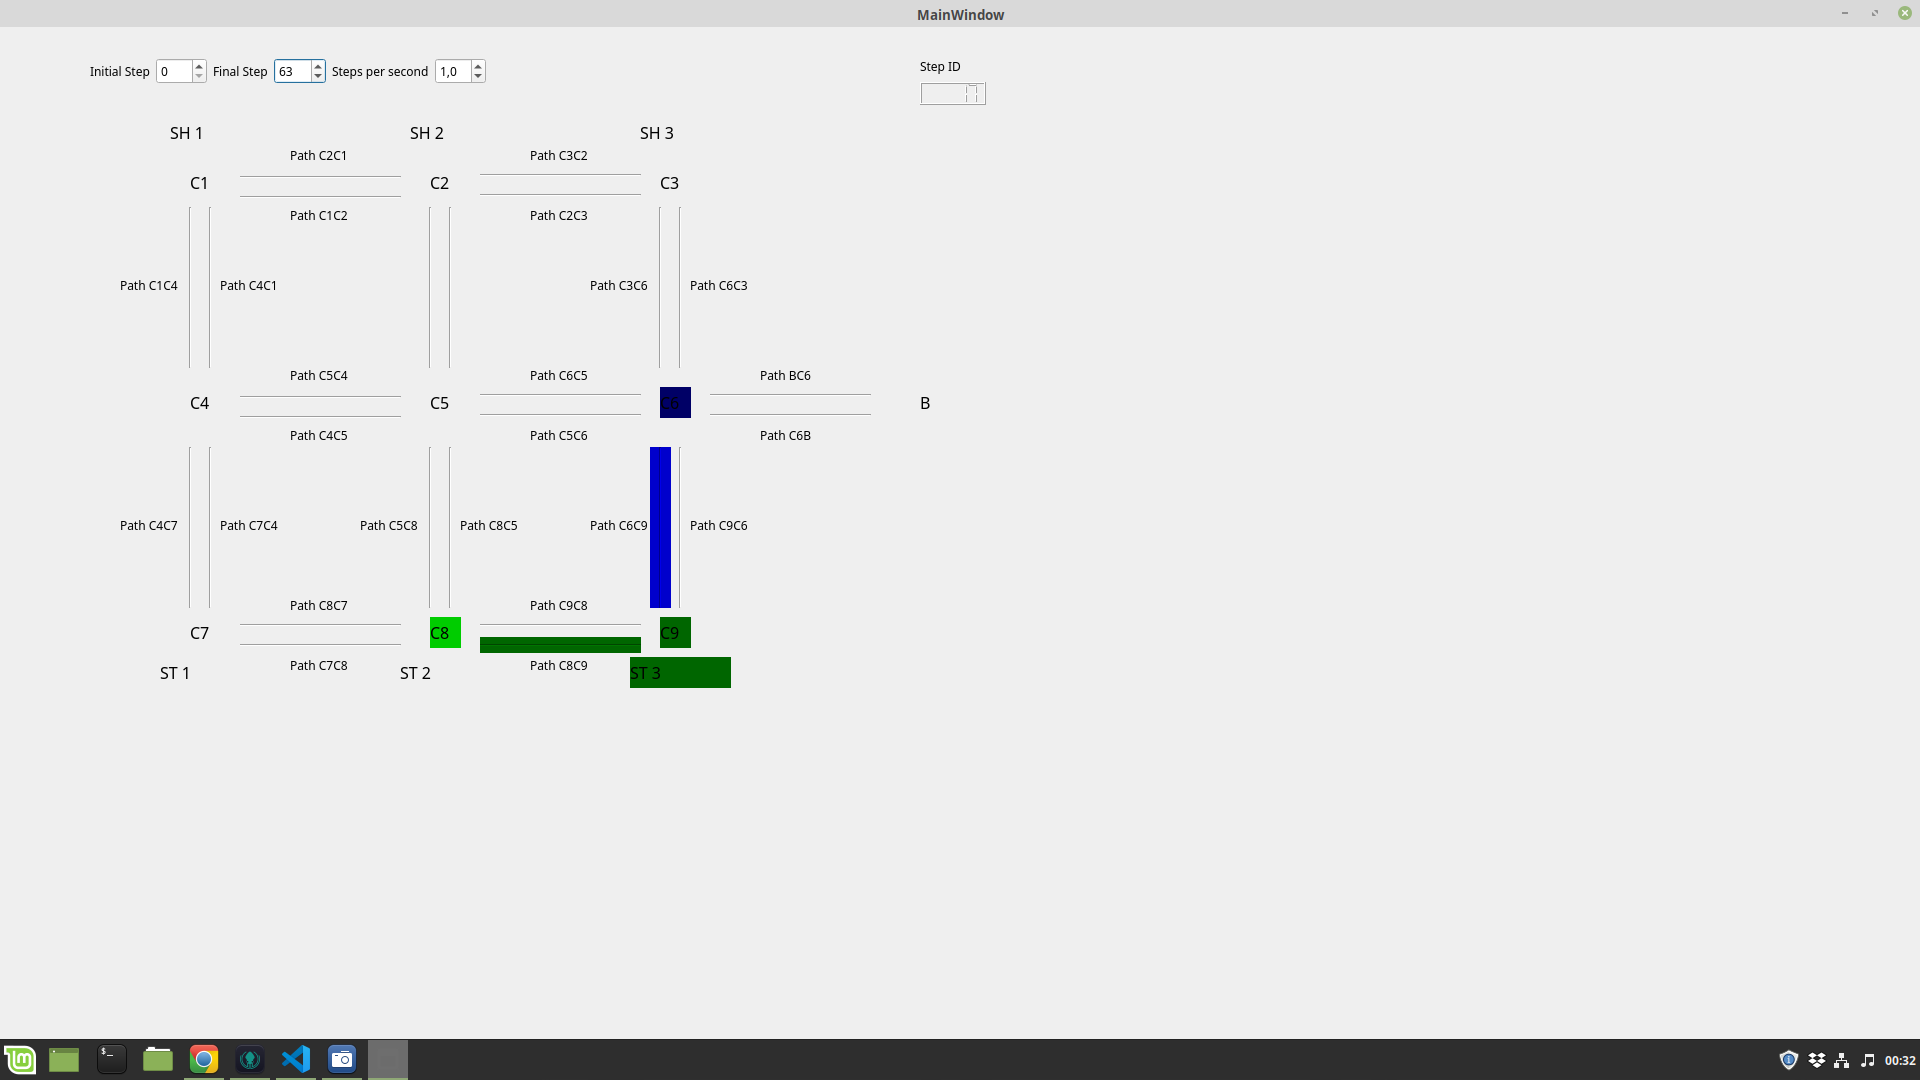 MainWindow
Initial Step 0 Final Step 63 Steps per second 1,0
Step ID
0
SH 1 SH 2 SH 3
Path C2C1 Path C3C2
C1 C2 C3
Path C1C2 Path C2C3
Path C1C4 Path C4C1 Path C3C6 Path C6C3
Path C5C4 Path C6C5 Path BC6
C4 C5 C6 B
Path C4C5 Path C5C6 Path C6B
Path C4C7 Path C7C4 Path C5C8 Path C8C5 Path C6C9 Path C9C6
Path C8C7 Path C9C8
C7 C8 C9
Path C7C8 Path C8C9
ST 1 ST 2 ST 3
00:32